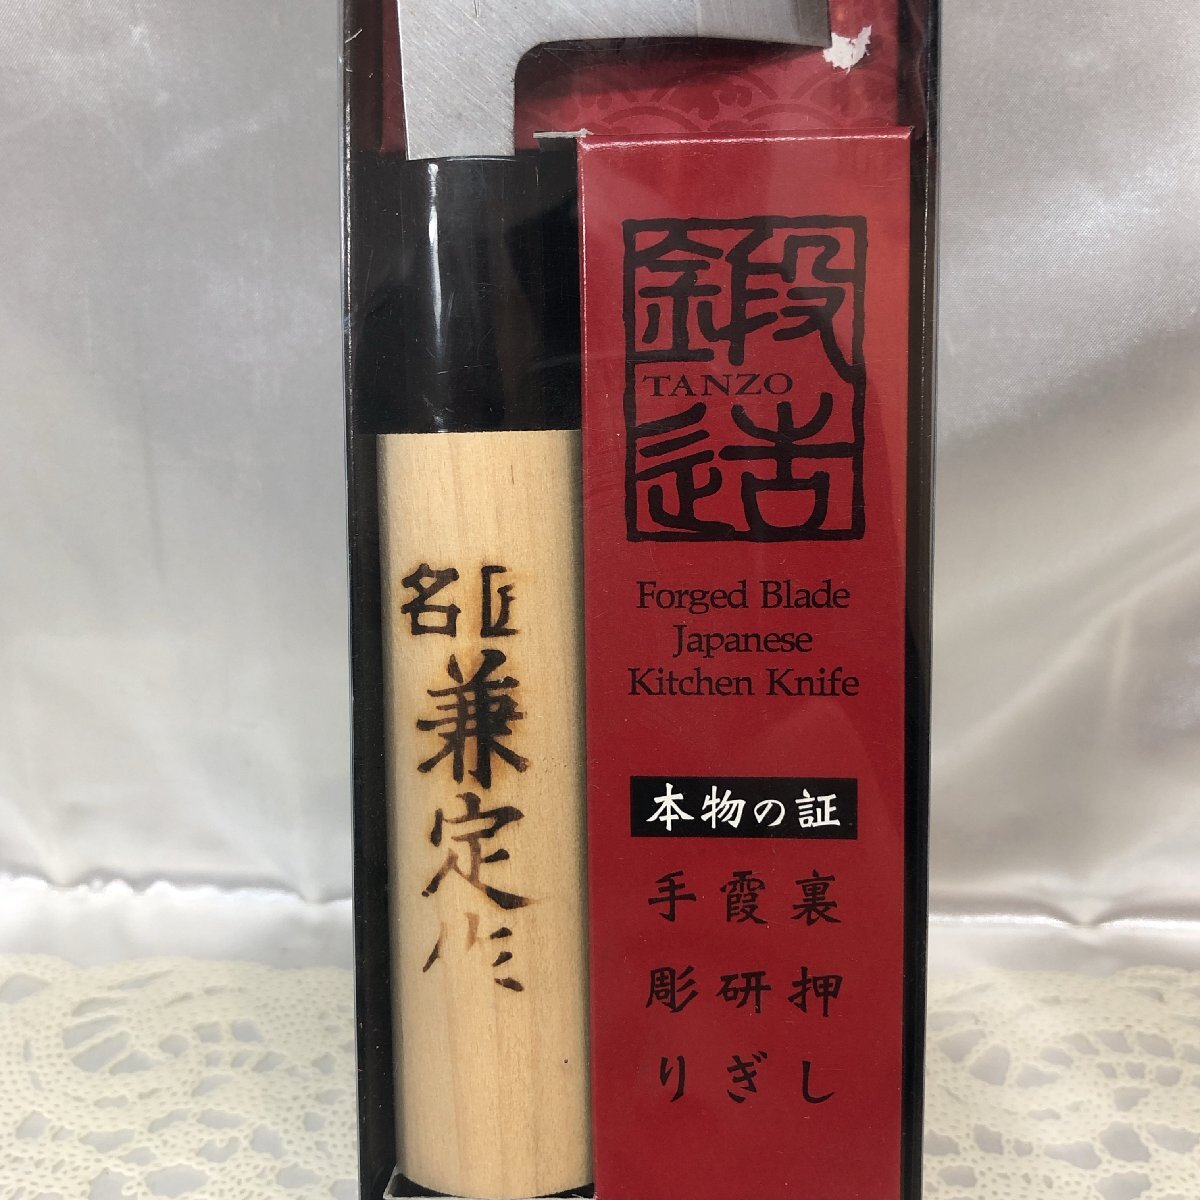 名匠
兼定作
鍛造
TANZO
Forged Blade
Japanese
Kitchen Knife
本物の証
裏押し
霞研ぎ
手彫り